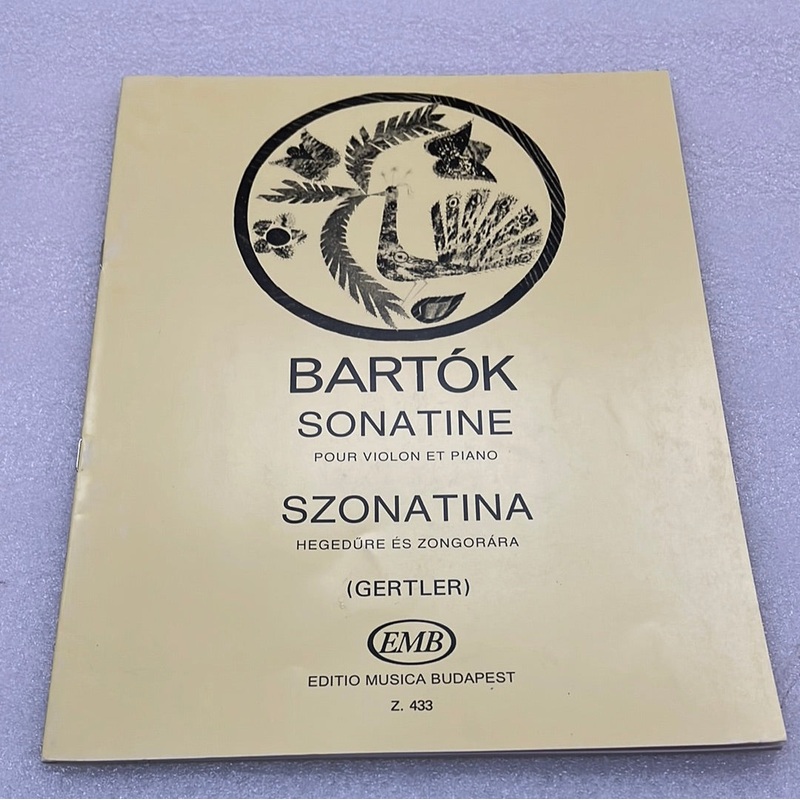 BARTÓK
SONATINE
POUR VIOLON ET PIANO
SZONATINA
HEGEDŰRE ÉS ZONGORÁRA
(GERTLER)
EMB
EDITIO MUSICA BUDAPEST
Z. 433